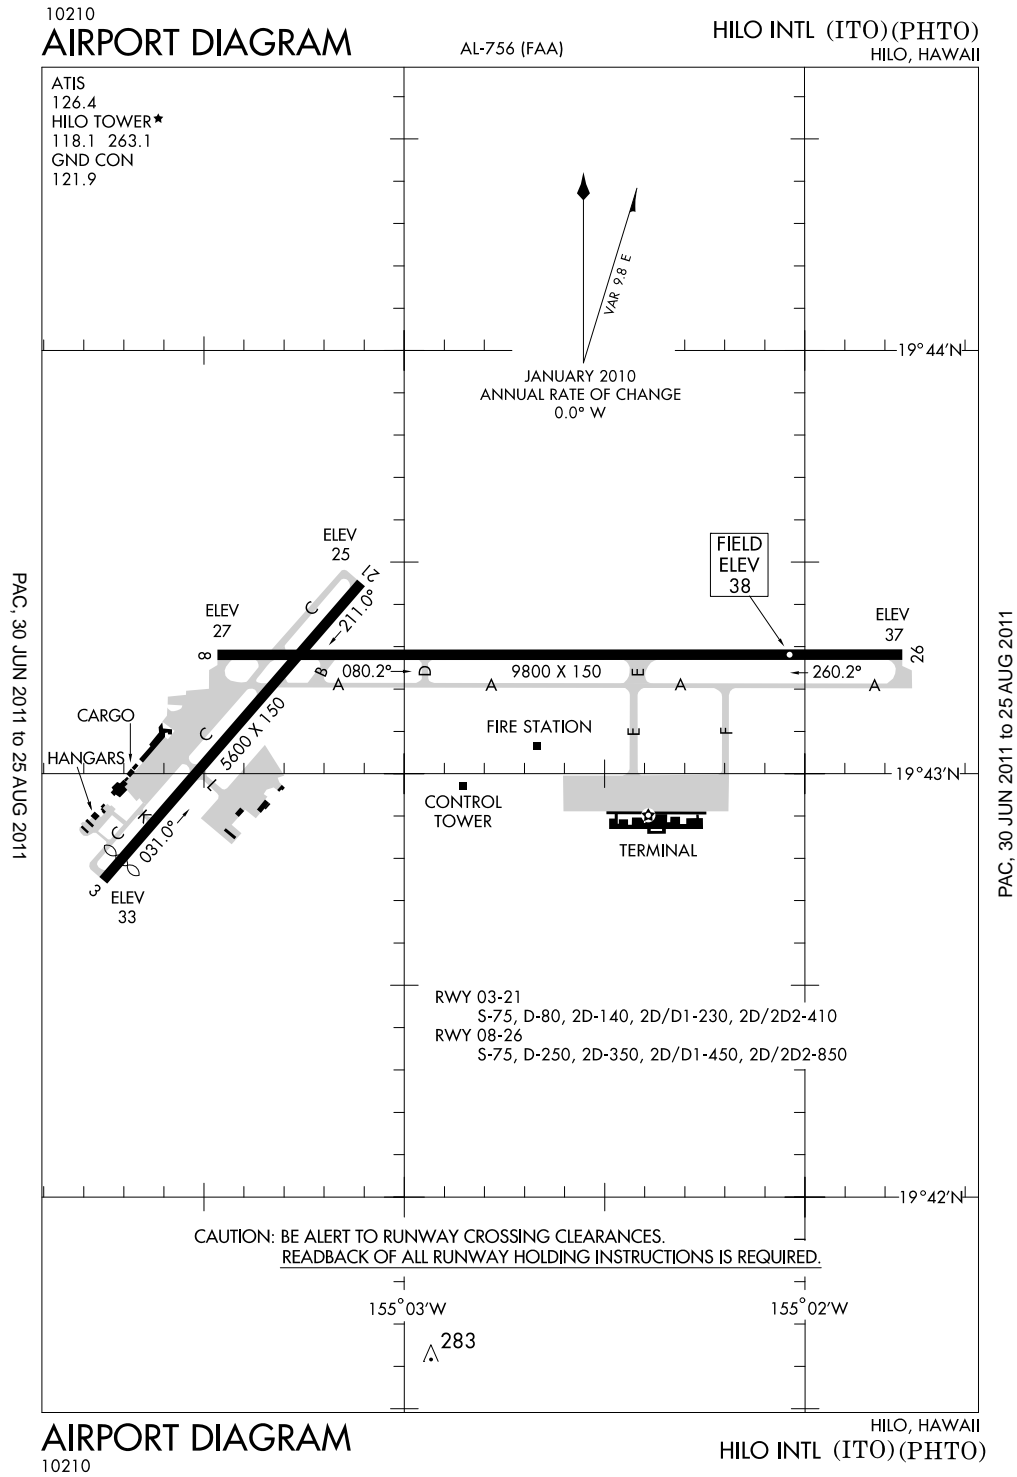 10210
AIRPORT DIAGRAM
AL-756 (FAA)
HILO INTL (ITO) (PHTO)
HILO, HAWAII
ATIS
126.4
HILO TOWER★
118.1 263.1
GND CON
121.9
VAR 9.8 E
19°44'N
JANUARY 2010
ANNUAL RATE OF CHANGE
0.0° W
ELEV
25
21
FIELD
ELEV
38
C
211.0°
ELEV
27
ELEV
37
8
26
B
080.2°
D
9800 X 150
E
260.2°
A
A
A
A
CARGO
C
5600 X 150
FIRE STATION
E
F
HANGARS
L
19°43'N
CONTROL
TOWER
K
C
031.0°
TERMINAL
3
ELEV
33
RWY 03-21
S-75, D-80, 2D-140, 2D/D1-230, 2D/2D2-410
RWY 08-26
S-75, D-250, 2D-350, 2D/D1-450, 2D/2D2-850
19°42'N
CAUTION: BE ALERT TO RUNWAY CROSSING CLEARANCES.
READBACK OF ALL RUNWAY HOLDING INSTRUCTIONS IS REQUIRED.
155°03'W
155°02'W
283
PAC, 30 JUN 2011 to 25 AUG 2011
PAC, 30 JUN 2011 to 25 AUG 2011
AIRPORT DIAGRAM
10210
HILO, HAWAII
HILO INTL (ITO) (PHTO)